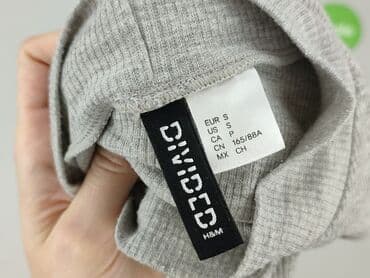 DIVIDED
H&M
EUR S
US S
CA P
CN 165/88A
MX CH